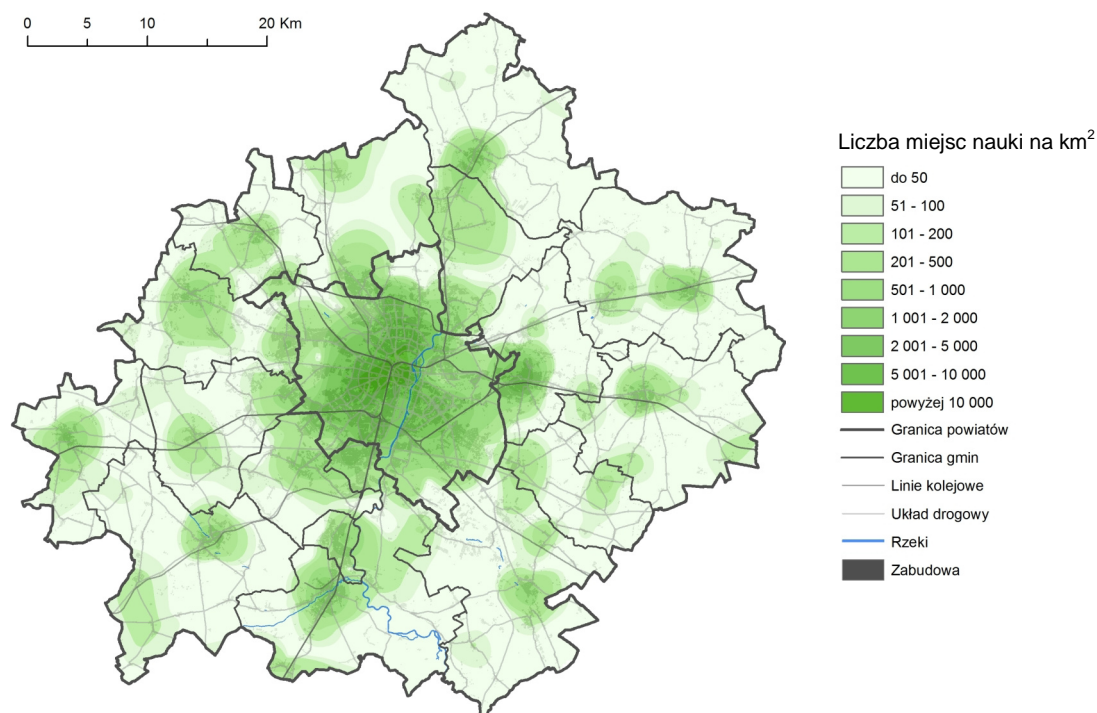 0 5 10 20 Km
Liczba miejsc nauki na km²
do 50
51 - 100
101 - 200
201 - 500
501 - 1 000
1 001 - 2 000
2 001 - 5 000
5 001 - 10 000
powyżej 10 000
Granica powiatów
Granica gmin
Linie kolejowe
Układ drogowy
Rzeki
Zabudowa